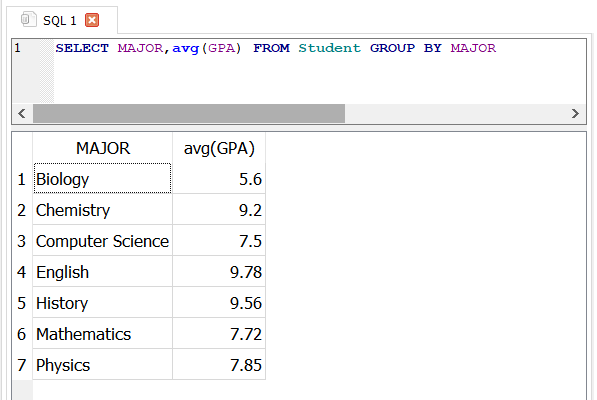 SQL 1
1 SELECT MAJOR,avg(GPA) FROM Student GROUP BY MAJOR
MAJOR avg(GPA)
1 Biology 5.6
2 Chemistry 9.2
3 Computer Science 7.5
4 English 9.78
5 History 9.56
6 Mathematics 7.72
7 Physics 7.85